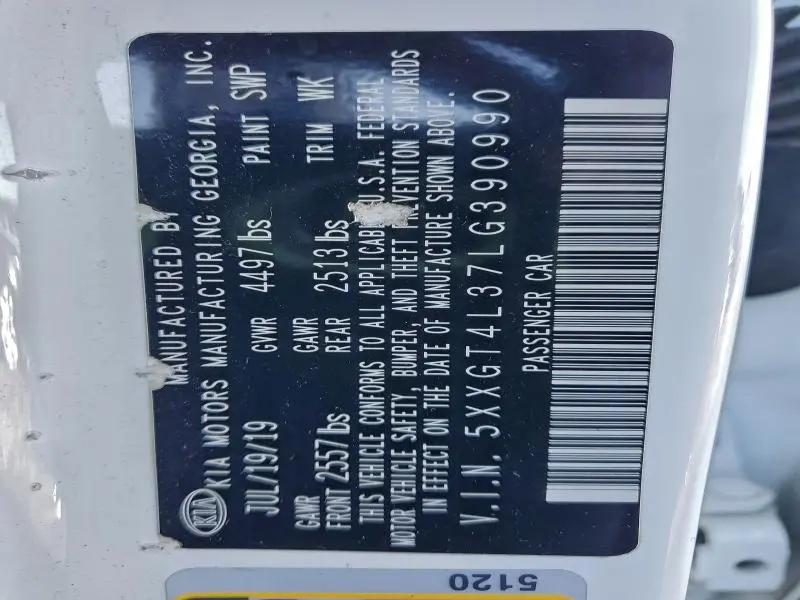 KIA
MANUFACTURED BY
KIA MOTORS MANUFACTURING GEORGIA, INC.
JUL/19/19 GVWR 4497lbs PAINT SWP
GAWR FRONT 2557lbs GAWR REAR 2513lbs TRIM WK
THIS VEHICLE CONFORMS TO ALL APPLICABLE U.S.A. FEDERAL
MOTOR VEHICLE SAFETY, BUMPER, AND THEFT PREVENTION STANDARDS
IN EFFECT ON THE DATE OF MANUFACTURE SHOWN ABOVE.
V.I.N. 5XXGT4L37LG390990
PASSENGER CAR
5120